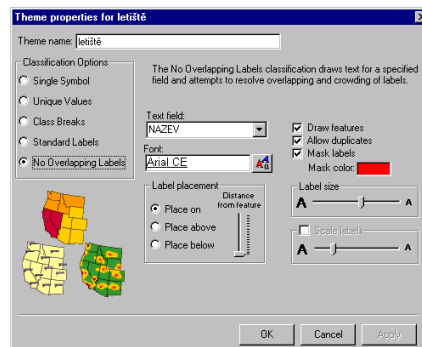 Theme properties for letiště
Theme name: letiště
Classification Options
Single Symbol
Unique Values
Class Breaks
Standard Labels
No Overlapping Labels
The No Overlapping Labels classification draws text for a specified
field and attempts to resolve overlapping and crowding of labels.
Text field:
NAZEV
Font:
Arial CE
Draw features
Allow duplicates
Mask labels
Mask color:
Label placement
Place on
Place above
Place below
Distance
from feature
Label size
A A
Scale labels
A A
OK Cancel Apply